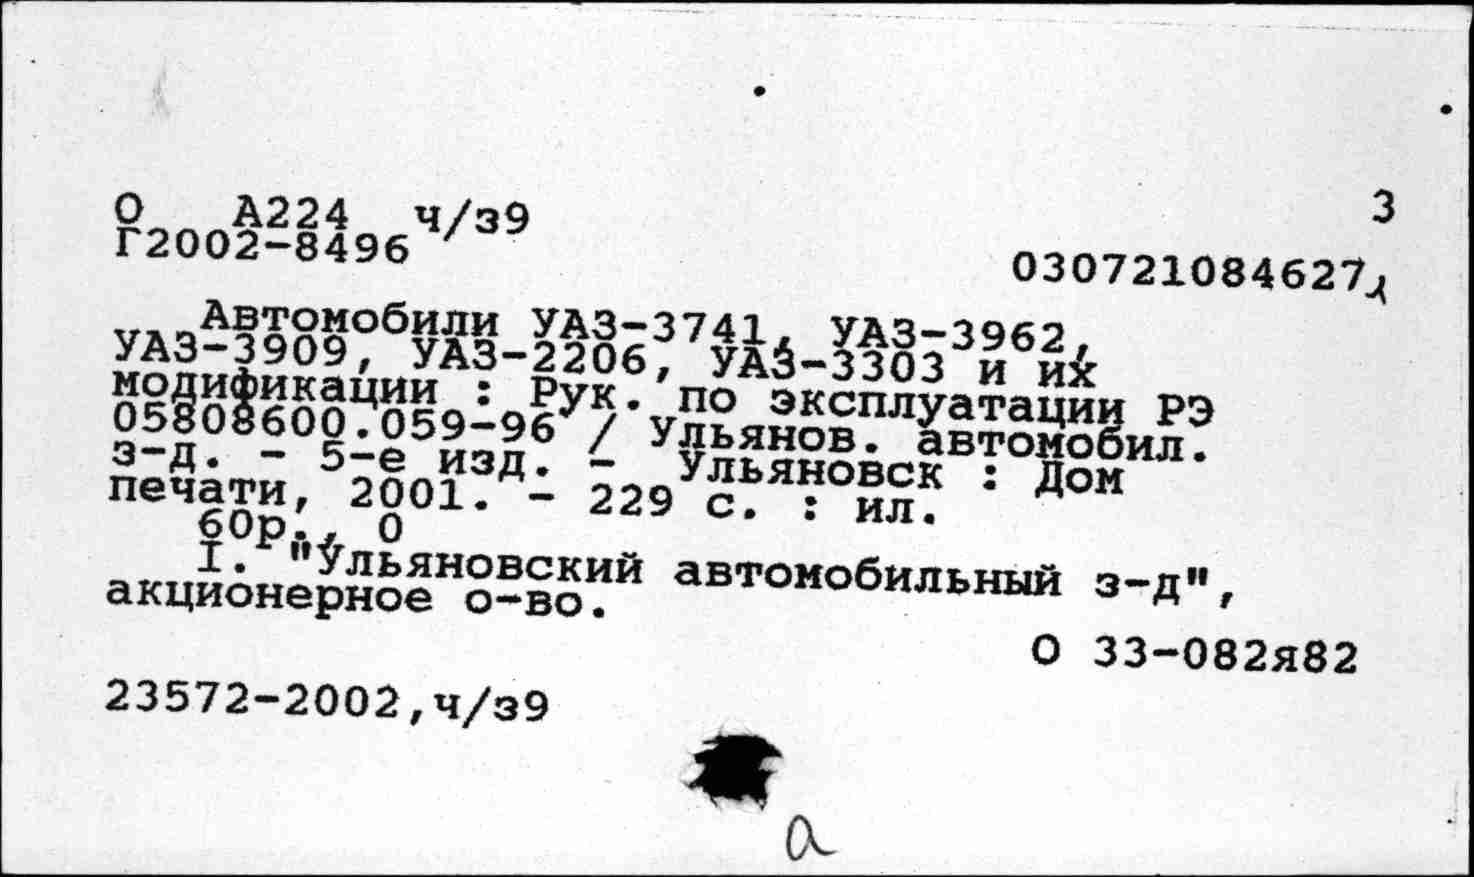 О А224 ч/з9
3
Г2002-8496
030721084627д
Автомобили УАЗ-3741, УАЗ-3962,
УАЗ-3909, УАЗ-2206, УАЗ-3303 и их
модификации : Рук. по эксплуатации РЭ
05808600.059-96 / Ульянов. автомобил.
з-д. - 5-е изд. - Ульяновск : Дом
печати, 2001. - 229 с. : ил.
60р., 0
I. "Ульяновский автомобильный з-д",
акционерное о-во.
О 33-082я82
23572-2002,ч/з9
а